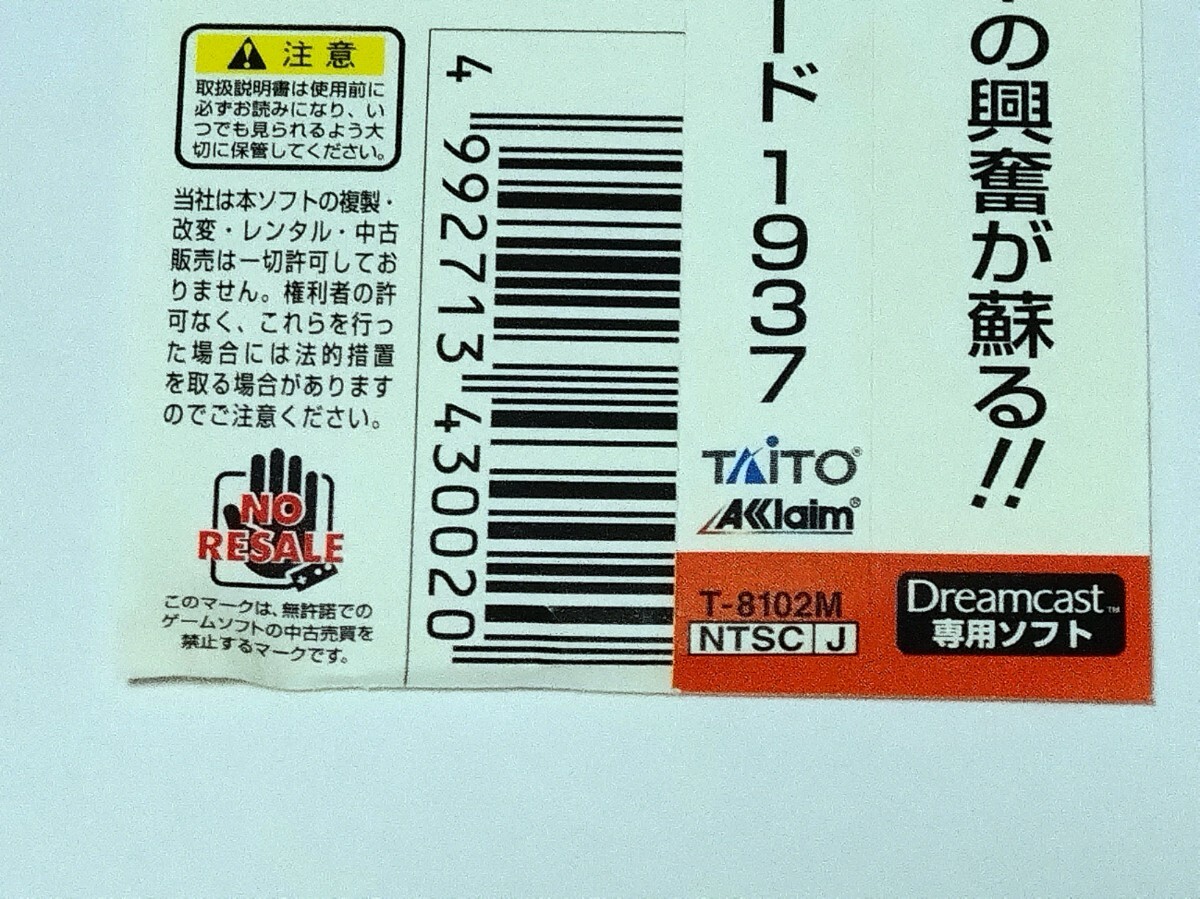 注意
取扱説明書は使用前に
必ずお読みになり、い
つでも見られるよう大
切に保管してください。
当社は本ソフトの複製・
改変・レンタル・中古
販売は一切許可してお
りません。権利者の許
可なく、これらを行っ
た場合には法的措置
を取る場合があります
のでご注意ください。
NO
RESALE
このマークは、無許諾での
ゲームソフトの中古売買を
禁止するマークです。
4 992713 430020
ード 1937
TAITO®
AKKlaim®
T-8102M
NTSC J
の興奮が蘇る!!
Dreamcast™
専用ソフト